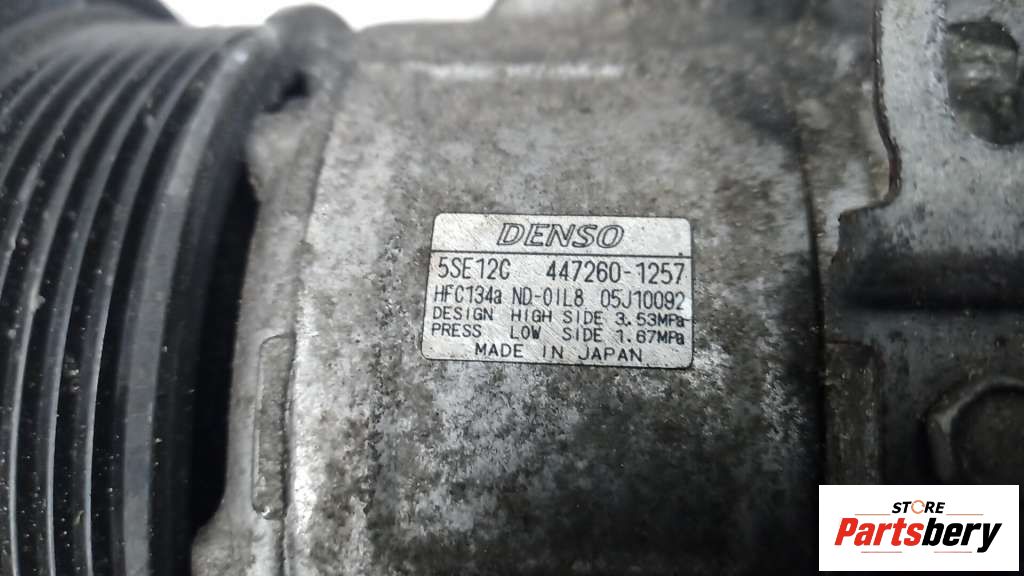 DENSO
5SE12C 447260-1257
HFC134a ND-OIL8 05J10092
DESIGN HIGH SIDE 3.53MPa
PRESS LOW SIDE 1.67MPa
MADE IN JAPAN
STORE
Partsbery